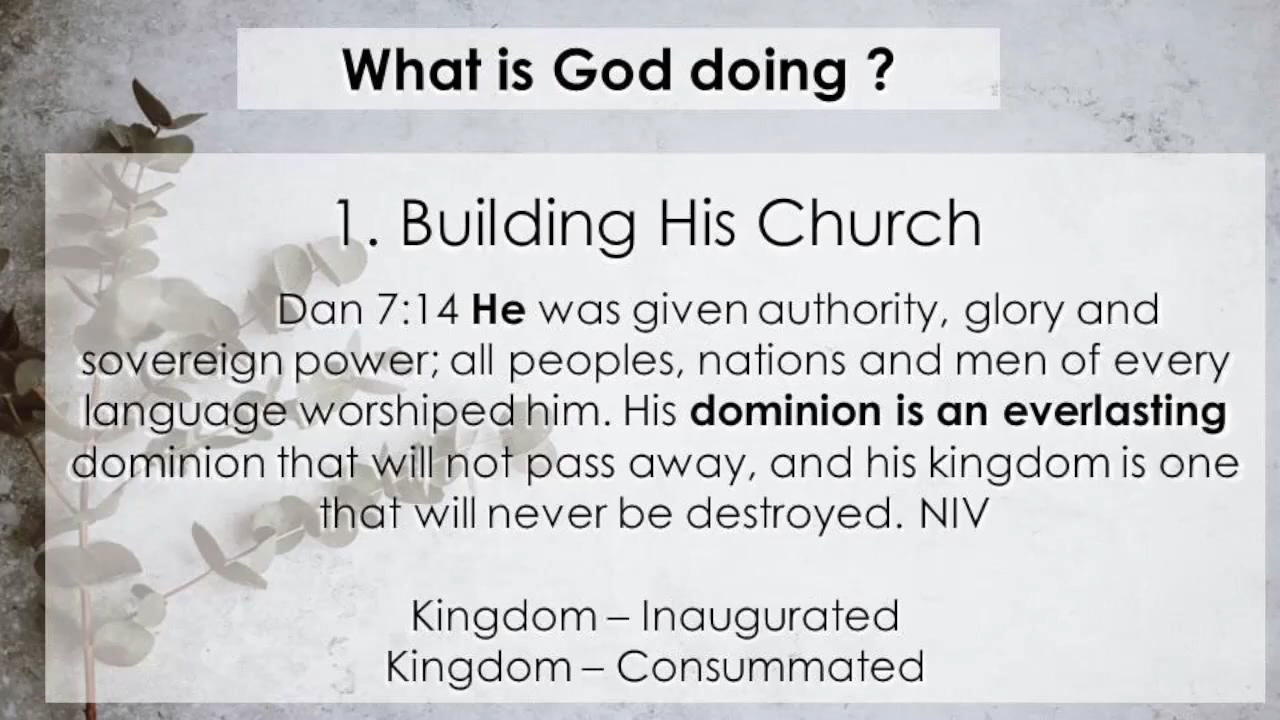 What is God doing ?
1. Building His Church
Dan 7:14 He was given authority, glory and
sovereign power; all peoples, nations and men of every
language worshiped him. His dominion is an everlasting
dominion that will not pass away, and his kingdom is one
that will never be destroyed. NIV
Kingdom – Inaugurated
Kingdom – Consummated